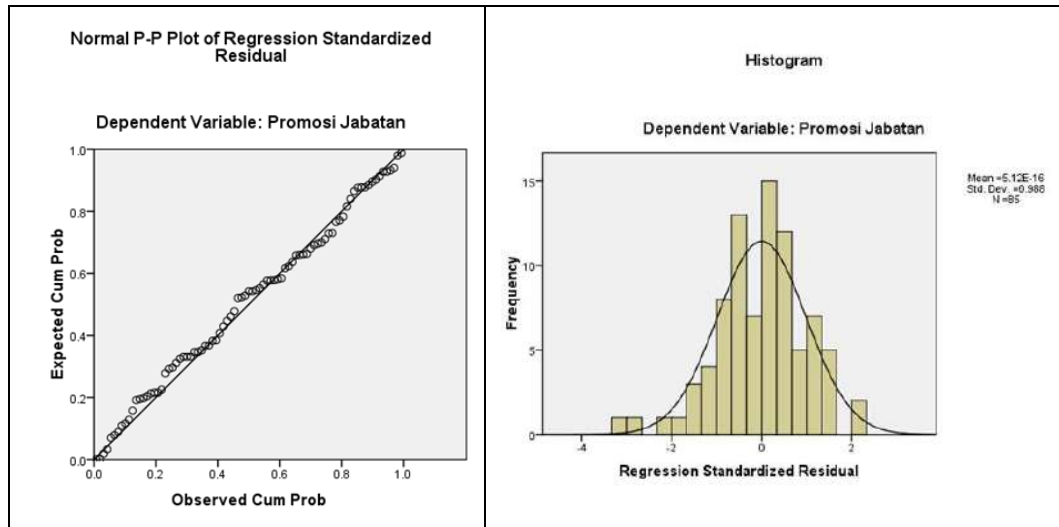 Normal P-P Plot of Regression Standardized
Residual
Dependent Variable: Promosi Jabatan
1.0
0.8
0.6
0.4
0.2
0.0
0.0
0.2
0.4
0.6
0.8
1.0
Expected Cum Prob
Observed Cum Prob
Histogram
Dependent Variable: Promosi Jabatan
15
10
5
0
-4
-2
0
2
Frequency
Regression Standardized Residual
Mean =5.12E-16
Std. Dev. =0.988
N =85